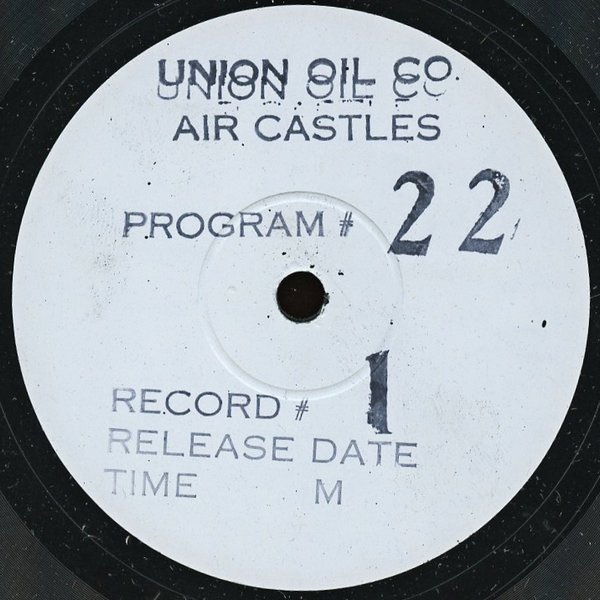 UNION OIL CO.
AIR CASTLES
PROGRAM # 22
RECORD # 1
RELEASE DATE
TIME M